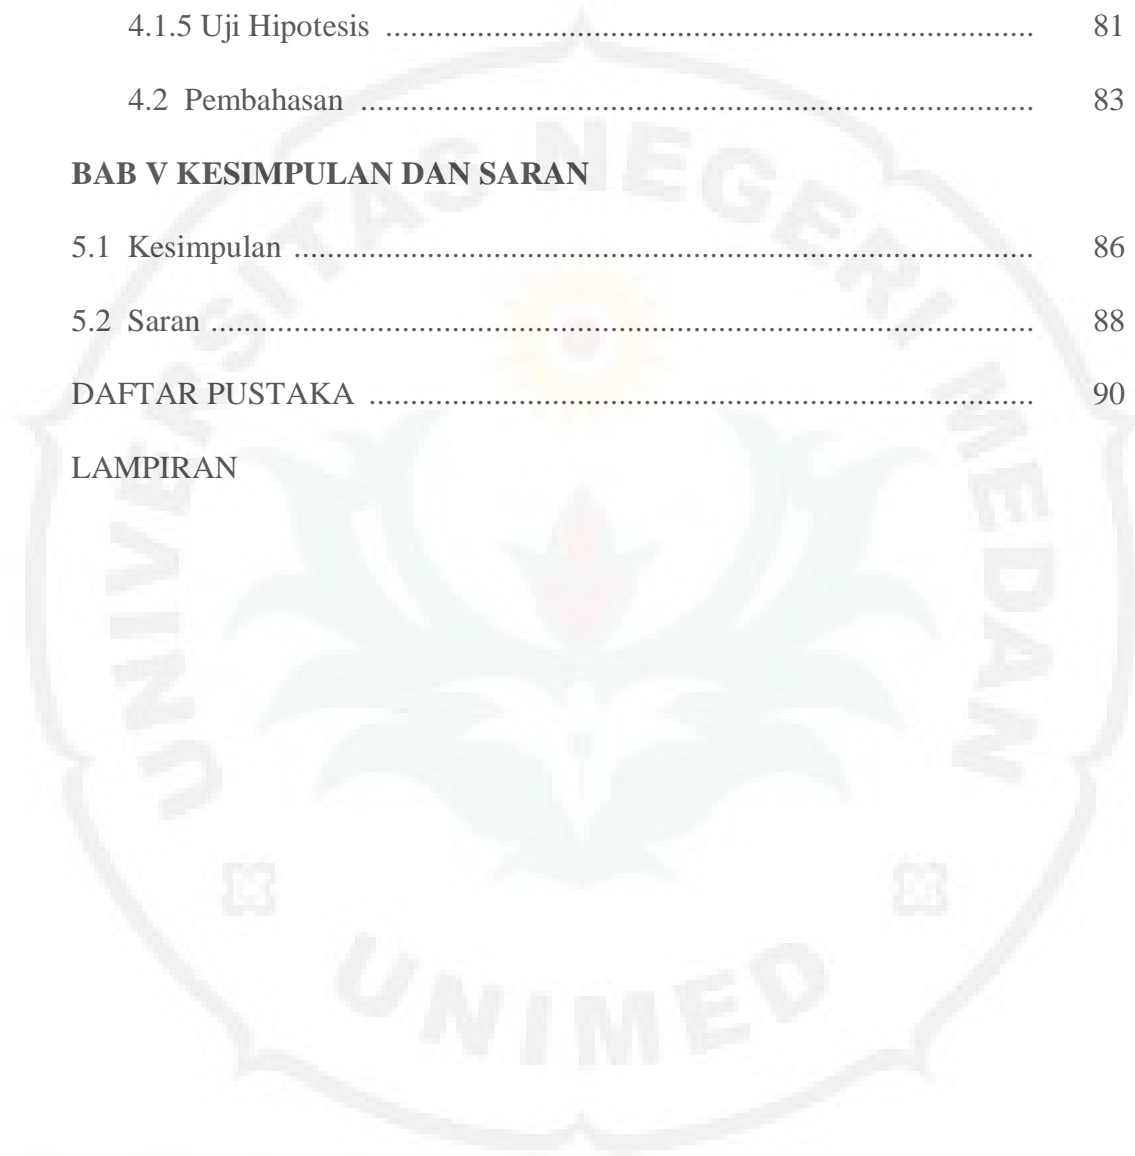 4.1.5 Uji Hipotesis ........................................................................ 81
4.2 Pembahasan ........................................................................... 83
BAB V KESIMPULAN DAN SARAN
5.1 Kesimpulan .................................................................................. 86
5.2 Saran ........................................................................................... 88
DAFTAR PUSTAKA .......................................................................... 90
LAMPIRAN
UNIVERSITAS NEGERI MEDAN
UNIMED